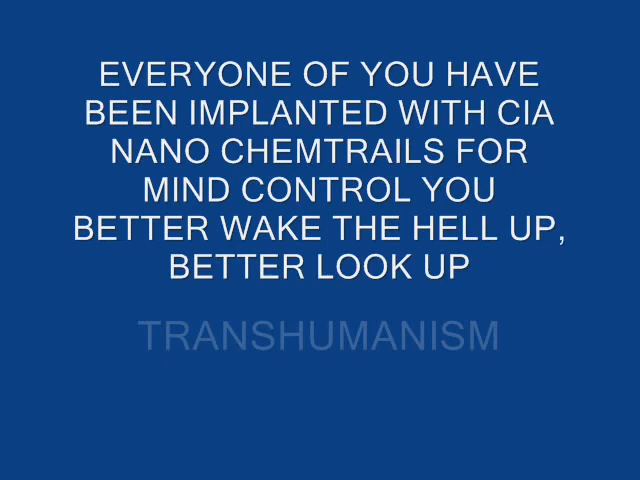 EVERYONE OF YOU HAVE
BEEN IMPLANTED WITH CIA
NANO CHEMTRAILS FOR
MIND CONTROL YOU
BETTER WAKE THE HELL UP,
BETTER LOOK UP
TRANSHUMANISM